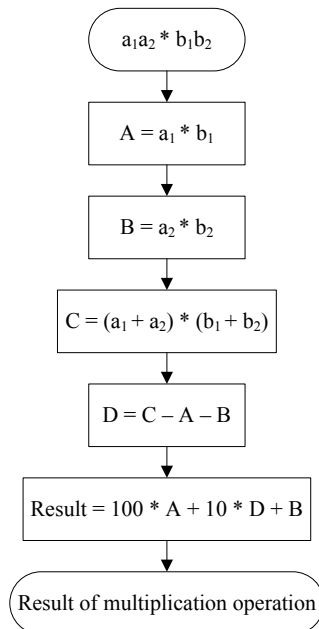 a₁a₂ * b₁b₂
A = a₁ * b₁
B = a₂ * b₂
C = (a₁ + a₂) * (b₁ + b₂)
D = C – A – B
Result = 100 * A + 10 * D + B
Result of multiplication operation